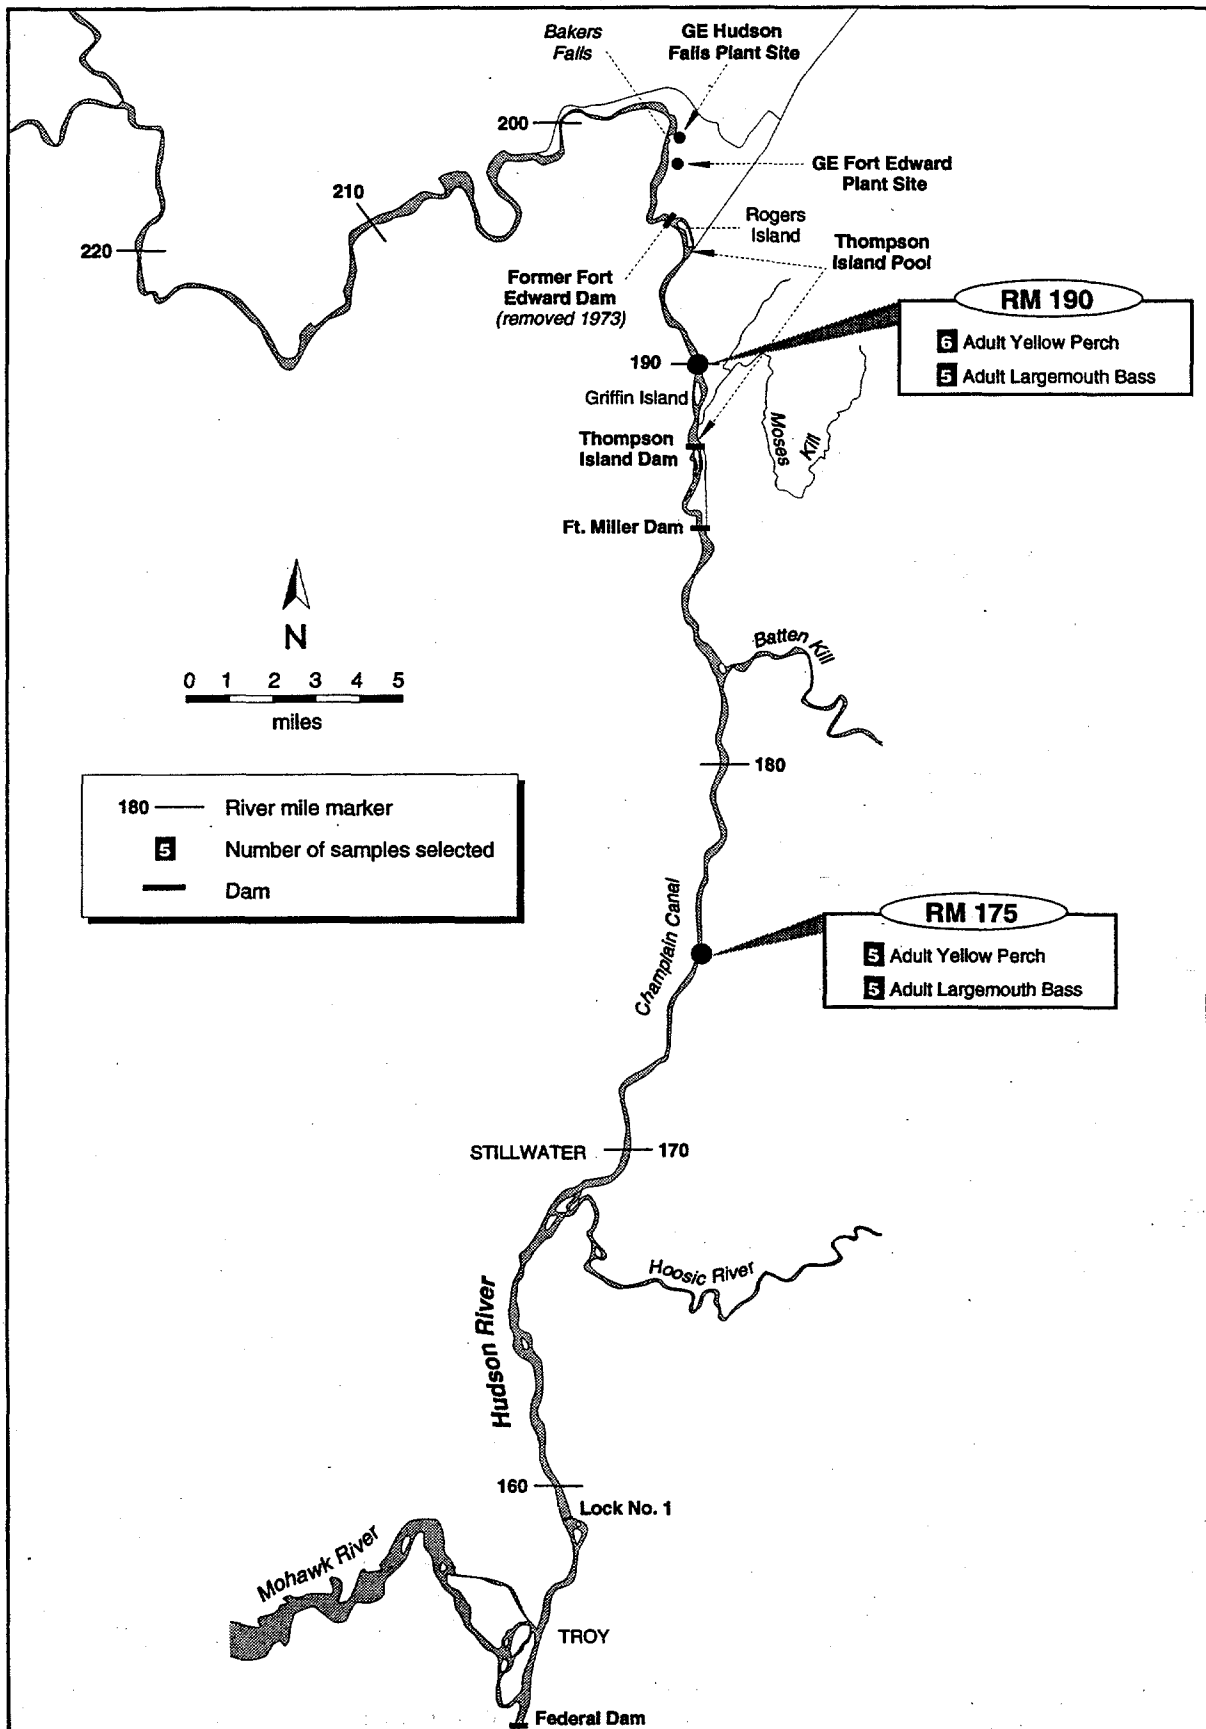 Bakers
Falls
GE Hudson
Falls Plant Site
200
GE Fort Edward
Plant Site
210
220
Rogers
Island
Thompson
Island Pool
Former Fort
Edward Dam
(removed 1973)
RM 190
6 Adult Yellow Perch
5 Adult Largemouth Bass
190
Griffin Island
Moses Kill
Thompson
Island Dam
Ft. Miller Dam
N
0 1 2 3 4 5
miles
Batten Kill
180
180 River mile marker
5 Number of samples selected
Dam
Champlain Canal
RM 175
5 Adult Yellow Perch
5 Adult Largemouth Bass
STILLWATER
170
Hoosic River
Hudson River
160
Lock No. 1
Mohawk River
TROY
Federal Dam